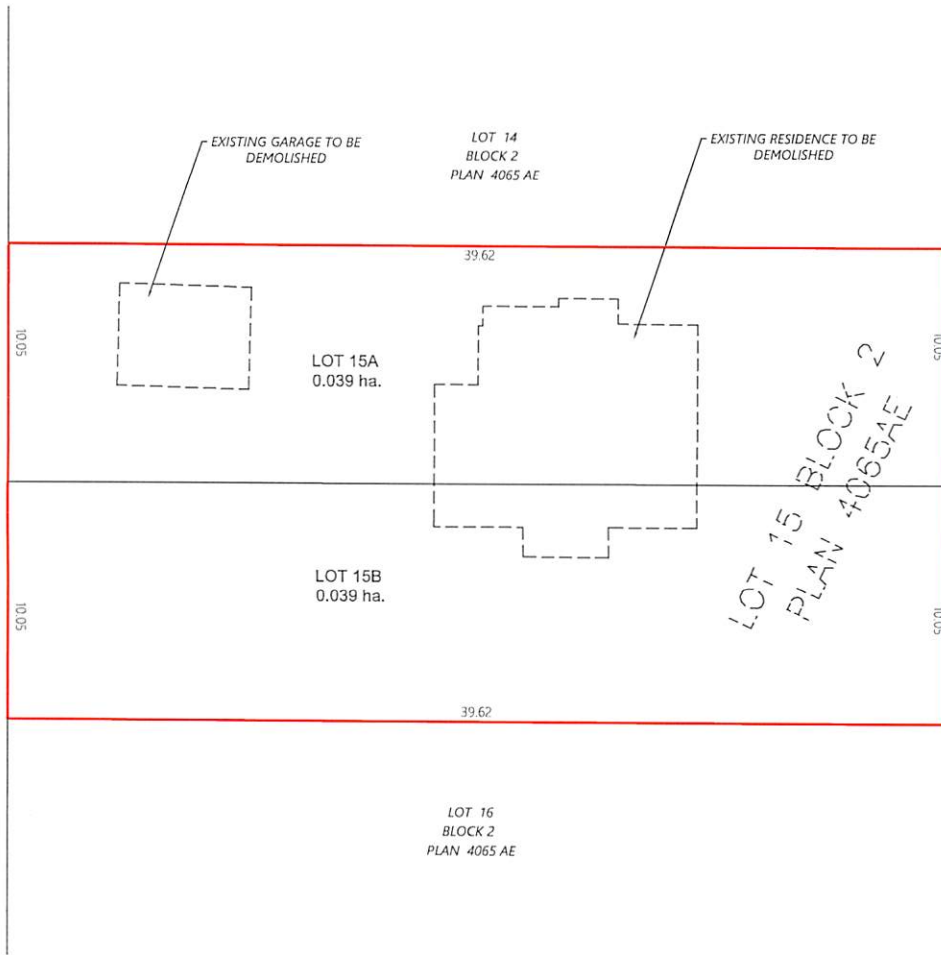 EXISTING GARAGE TO BE
DEMOLISHED
LOT 14
BLOCK 2
PLAN 4065 AE
EXISTING RESIDENCE TO BE
DEMOLISHED
39.62
10.05
10.05
LOT 15A
0.039 ha.
LOT 15 BLOCK 2
PLAN 4065AE
LOT 15B
0.039 ha.
10.05
10.05
39.62
LOT 16
BLOCK 2
PLAN 4065 AE